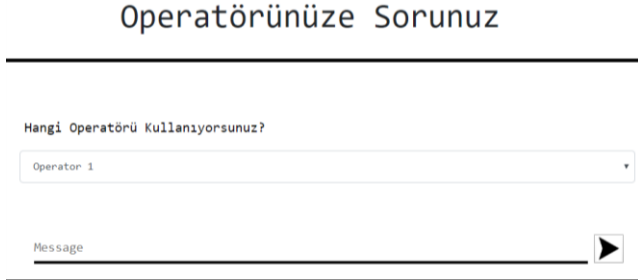 Operatörünüze Sorunuz
Hangi Operatörü Kullanıyorsunuz?
Operator 1
Message